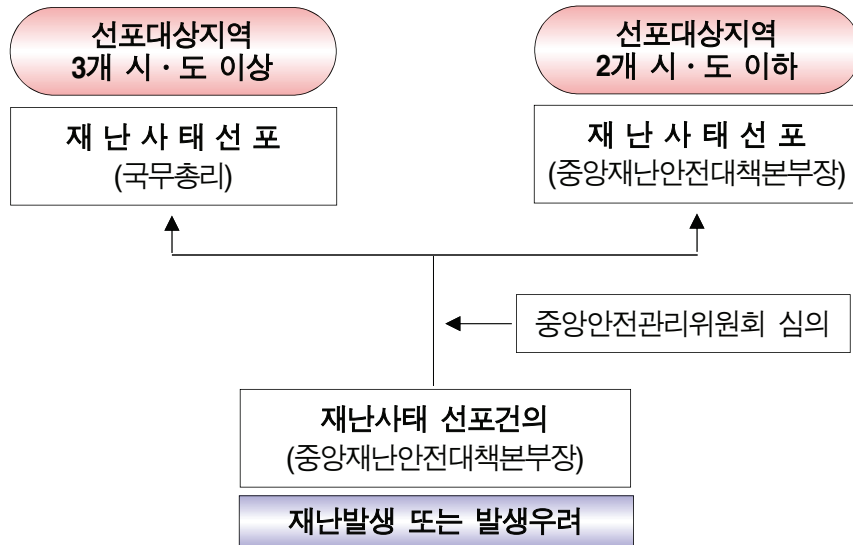 선포대상지역
3개 시·도 이상
선포대상지역
2개 시·도 이하
재 난 사 태 선 포
(국무총리)
재 난 사 태 선 포
(중앙재난안전대책본부장)
중앙안전관리위원회 심의
재난사태 선포건의
(중앙재난안전대책본부장)
재난발생 또는 발생우려